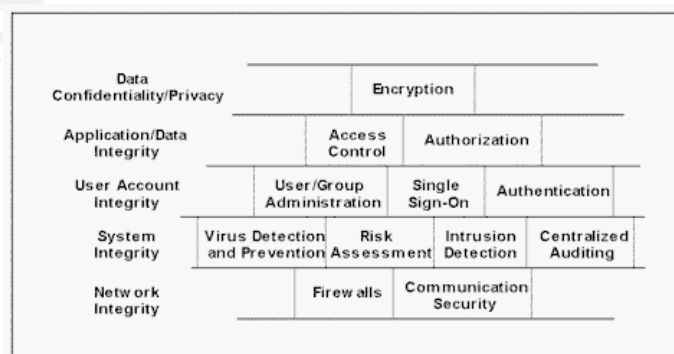 Data
Confidentiality/Privacy
Encryption
Application/Data
Integrity
Access
Control
Authorization
User Account
Integrity
User/Group
Administration
Single
Sign-On
Authentication
System
Integrity
Virus Detection
and Prevention
Risk
Assessment
Intrusion
Detection
Centralized
Auditing
Network
Integrity
Firewalls
Communication
Security